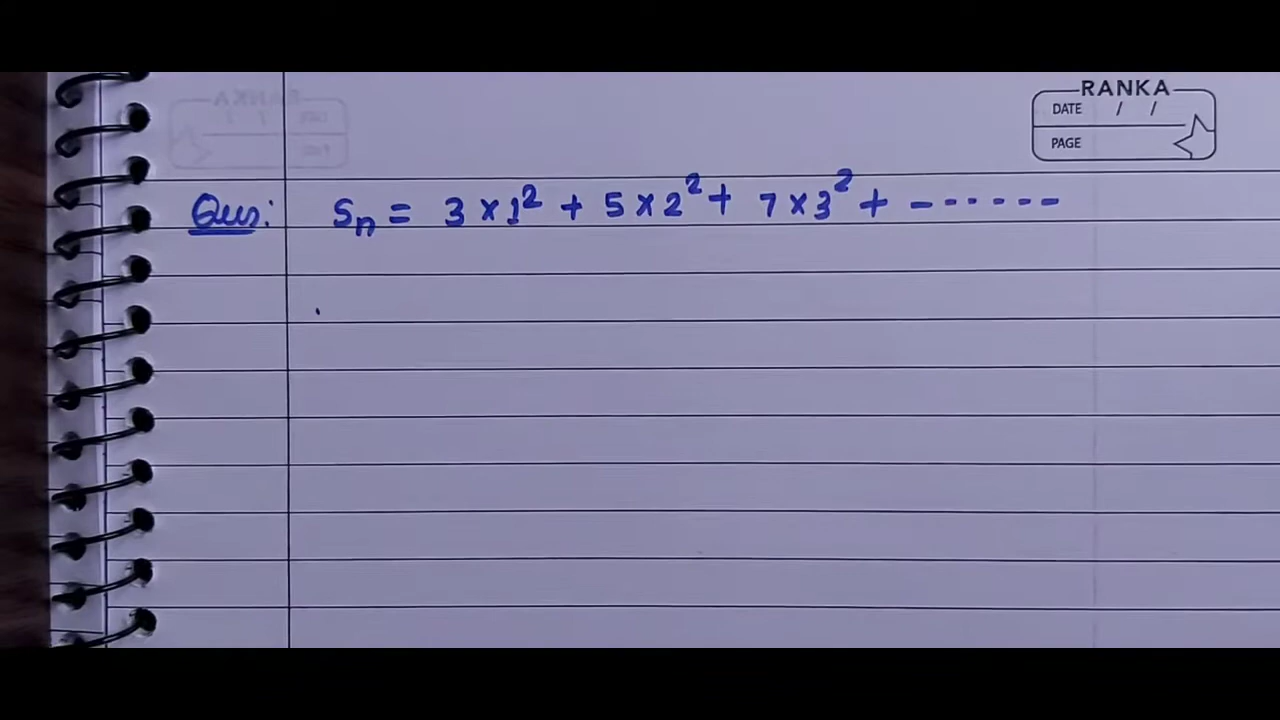 RANKA
DATE / /
PAGE
Qus: Sn = 3 × 1² + 5 × 2² + 7 × 3² + - - - - - - -